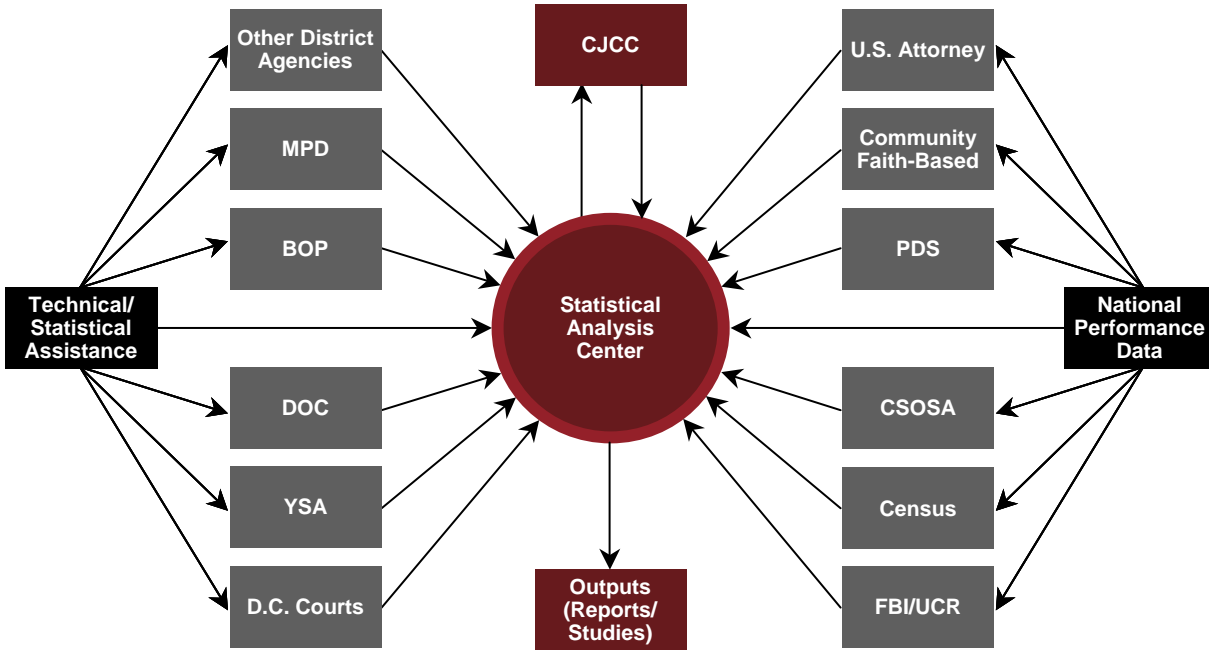 Other District
Agencies
CJCC
U.S. Attorney
MPD
Community
Faith-Based
BOP
PDS
Technical/
Statistical
Assistance
Statistical
Analysis
Center
National
Performance
Data
DOC
CSOSA
YSA
Census
D.C. Courts
Outputs
(Reports/
Studies)
FBI/UCR